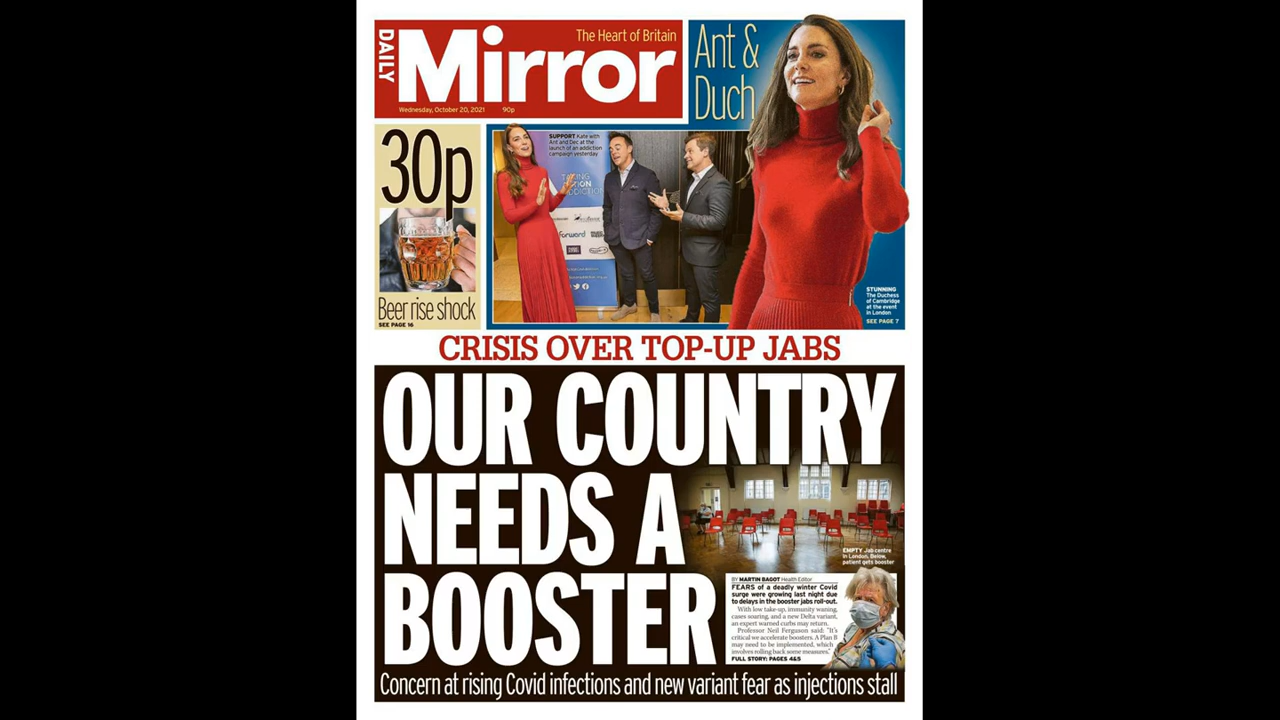 DAILY
Mirror
The Heart of Britain
Wednesday, October 20, 2021 90p
Ant &
Duch
30p
Beer rise shock
SEE PAGE 16
SUPPORT Kate with
Ant and Dec at the
launch of an addiction
campaign yesterday
TAKING
ACTION
ADDICTION
forward
STUNNING
The Duchess
of Cambridge
at the event
in London
SEE PAGE 7
CRISIS OVER TOP-UP JABS
OUR COUNTRY
NEEDS A
BOOSTER
EMPTY Jab centre
in London. Below,
patient gets booster
BY MARTIN BAGOT Health Editor
FEARS of a deadly winter Covid
surge were growing last night due
to delays in the booster jabs roll-out.
With low take-up, immunity waning,
cases soaring, and a new Delta variant,
an expert warned curbs may return.
Professor Neil Ferguson said: "It's
critical we accelerate boosters. A Plan B
may need to be implemented, which
involves rolling back some measures."
FULL STORY: PAGES 4&5
Concern at rising Covid infections and new variant fear as injections stall